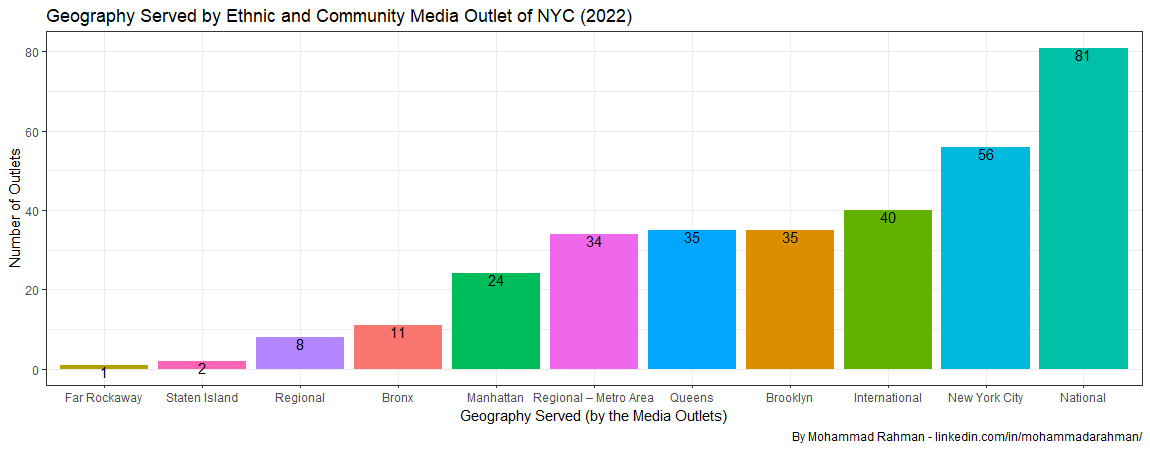 Geography Served by Ethnic and Community Media Outlet of NYC (2022)
Number of Outlets
80
60
40
20
0
1
2
8
11
24
34
35
35
40
56
81
Far Rockaway
Staten Island
Regional
Bronx
Manhattan
Regional – Metro Area
Queens
Brooklyn
International
New York City
National
Geography Served (by the Media Outlets)
By Mohammad Rahman - linkedin.com/in/mohammadarahman/